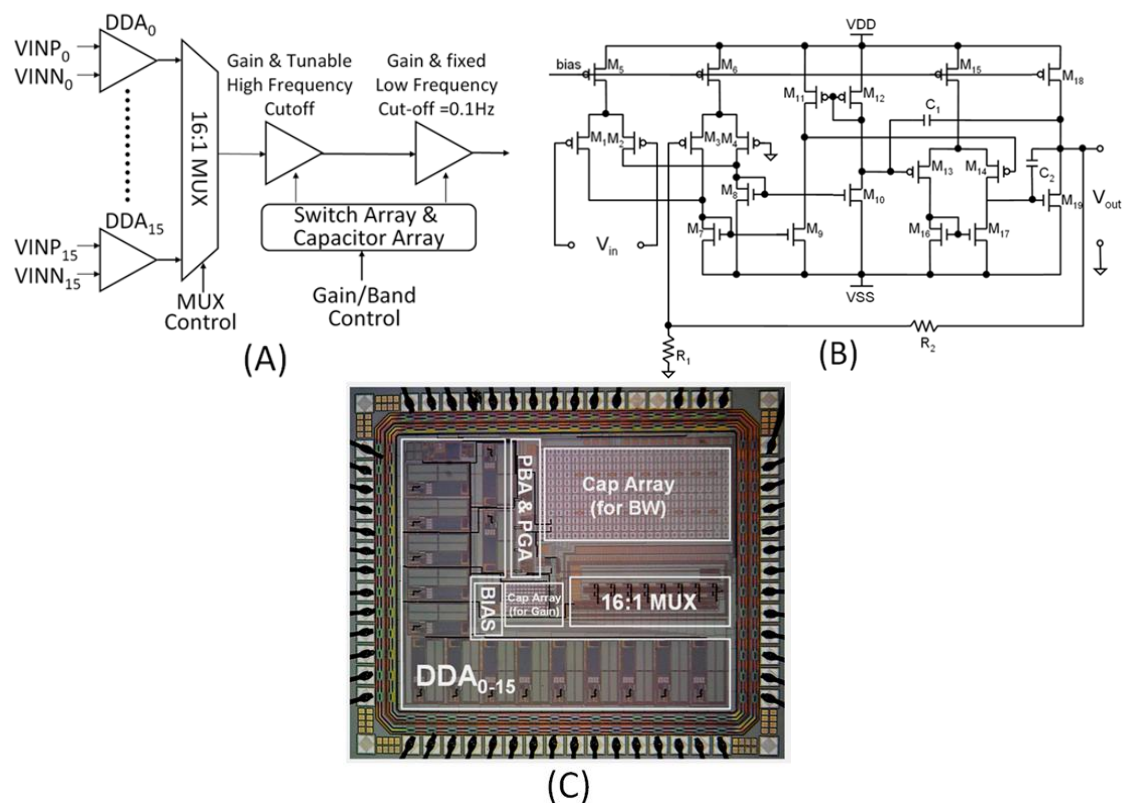 DDA0
VINP0
VINN0
16:1 MUX
DDA15
VINP15
VINN15
MUX
Control
Gain & Tunable
High Frequency
Cutoff
Gain & fixed
Low Frequency
Cut-off =0.1Hz
Switch Array &
Capacitor Array
Gain/Band
Control
(A)
VDD
bias
M5
M6
M15
M18
M11
M12
C1
M1
M2
M3
M4
M13
M14
C2
M8
M10
M19
Vout
M7
M9
M16
M17
Vin
VSS
R1
R2
(B)
PBA & PGA
Cap Array
(for BW)
BIAS
Cap Array
(for Gain)
16:1 MUX
DDA0-15
(C)